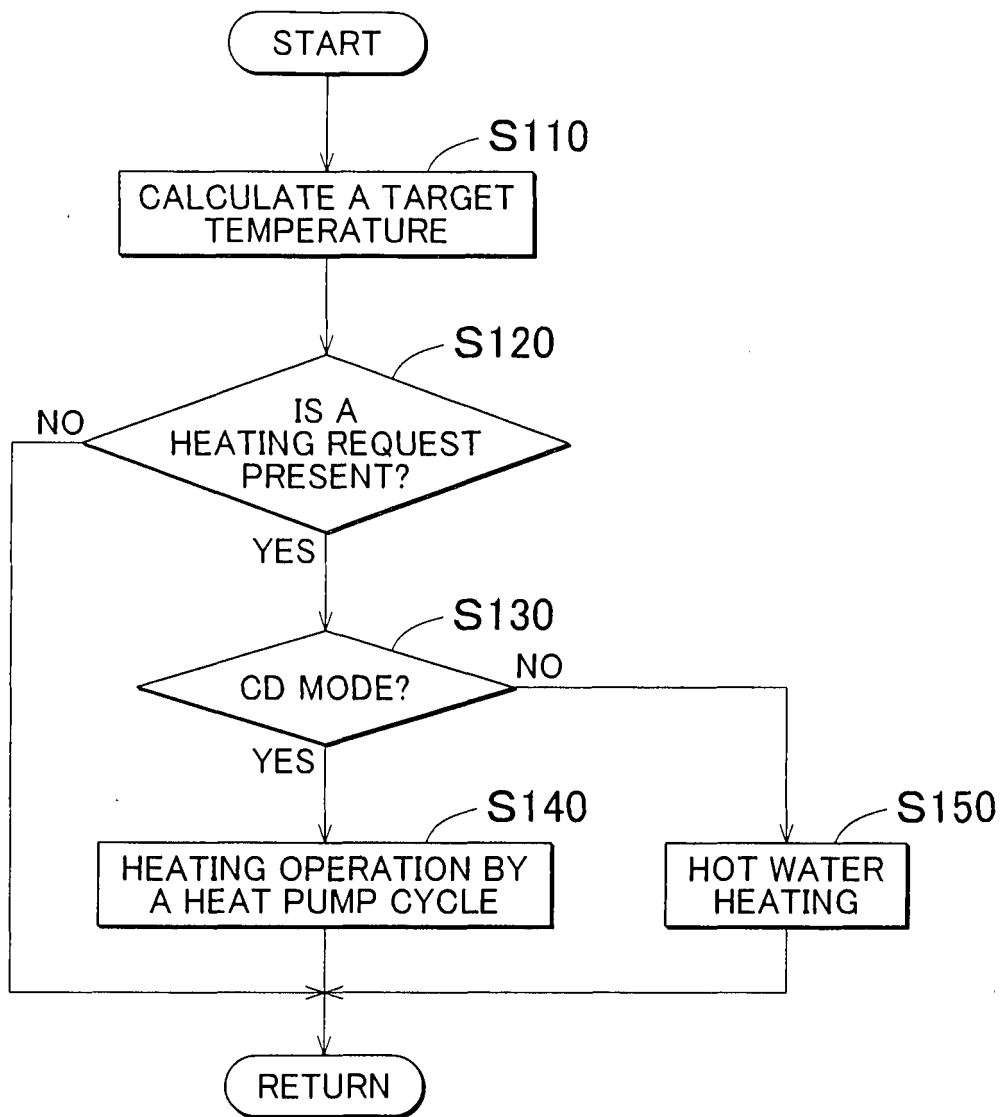 START
S110
CALCULATE A TARGET
TEMPERATURE
S120
NO
IS A
HEATING REQUEST
PRESENT?
YES
S130
NO
CD MODE?
YES
S140
S150
HEATING OPERATION BY
A HEAT PUMP CYCLE
HOT WATER
HEATING
RETURN